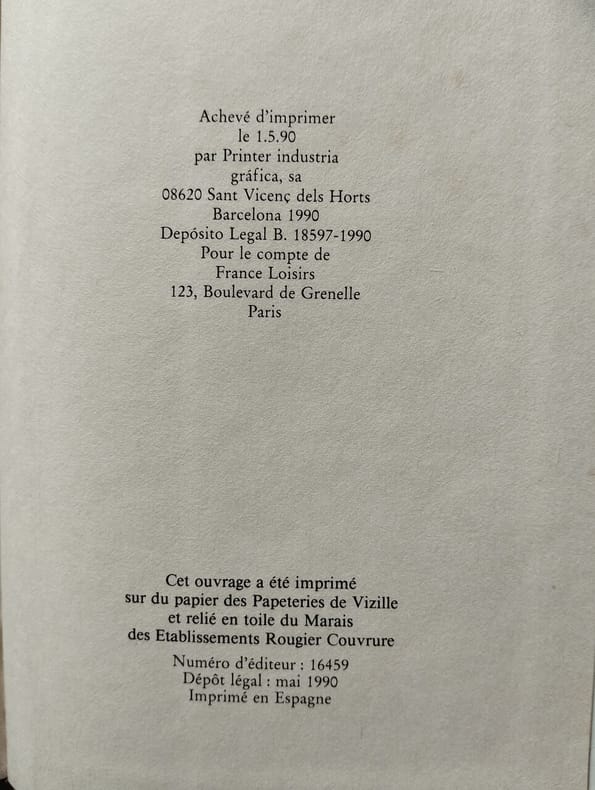 Achevé d'imprimer
le 1.5.90
par Printer industria
gráfica, sa
08620 Sant Vicenç dels Horts
Barcelona 1990
Depósito Legal B. 18597-1990
Pour le compte de
France Loisirs
123, Boulevard de Grenelle
Paris
Cet ouvrage a été imprimé
sur du papier des Papeteries de Vizille
et relié en toile du Marais
des Etablissements Rougier Couvrure
Numéro d'éditeur : 16459
Dépôt légal : mai 1990
Imprimé en Espagne